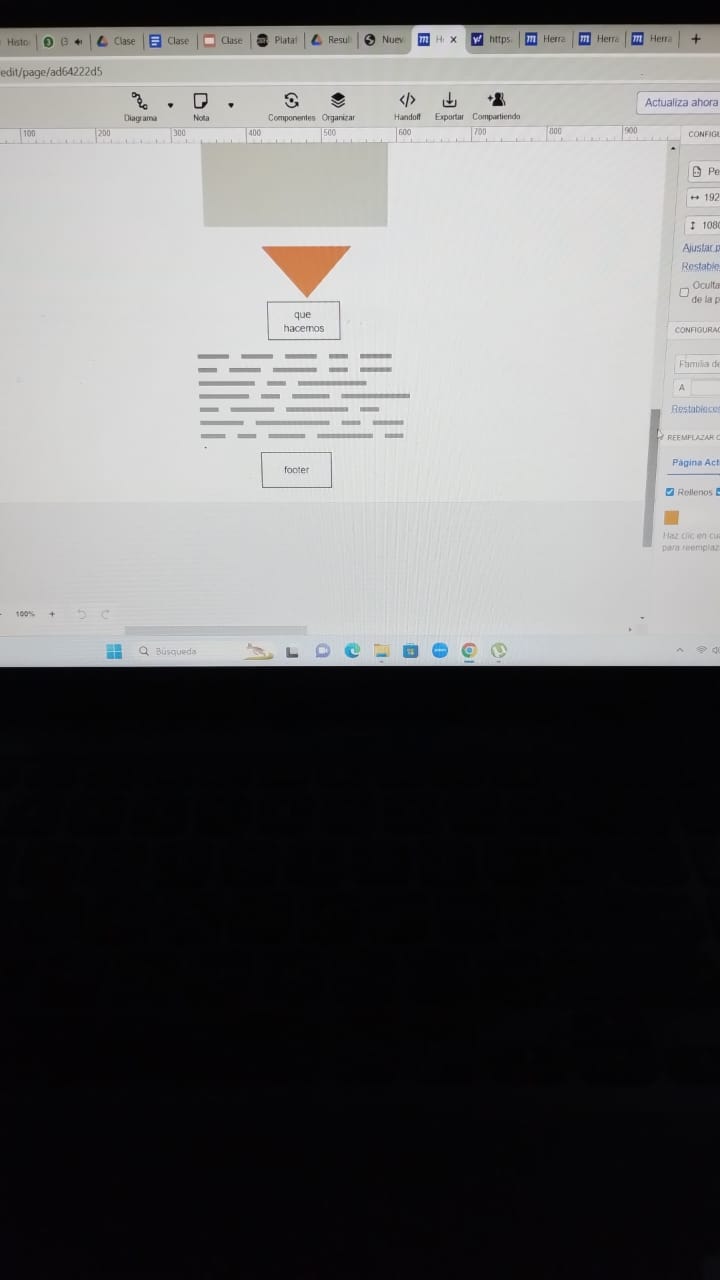 Histo
(3
Clase
Clase
Clase
Platat
Resul
Nuev
m
H
y!
https.
m
Herra
m
Herra
m
Herra
edit/page/ad64222d5
Diagrama
Nota
Componentes
Organizar
Handoff
Exportar
Compartiendo
Actualiza ahora
100
200
300
400
500
600
700
800
900
CONFIGU
Pe
192
1080
Ajustar p
Restable
Oculta
de la p
CONFIGURAC
Familia de
A
Restablecer
REEMPLAZAR C
Página Act
Rellenos
Haz clic en cu
para reemplaz
que
hacemos
footer
100%
+
Búsqueda